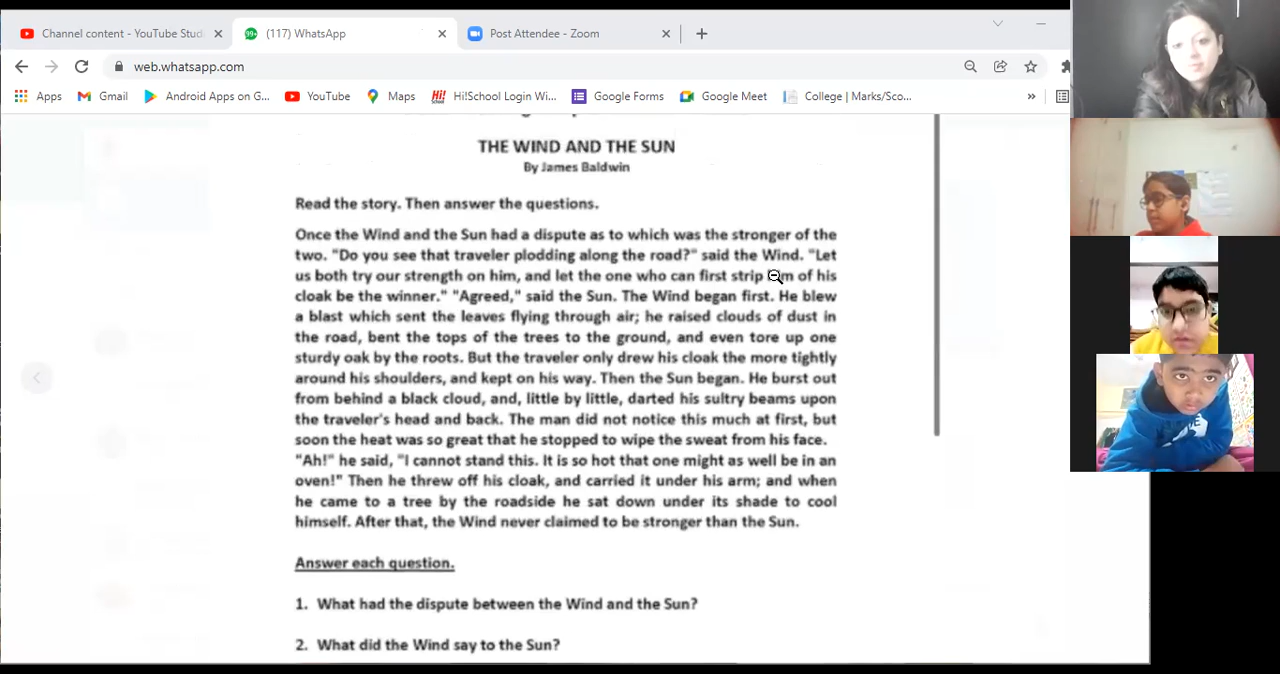 Channel content - YouTube Stud
99+ (117) WhatsApp
Post Attendee - Zoom
web.whatsapp.com
Apps
Gmail
Android Apps on G...
YouTube
Maps
Hi! Hi!School Login Wi...
Google Forms
Google Meet
College | Marks/Sco...
»
THE WIND AND THE SUN
By James Baldwin
Read the story. Then answer the questions.
Once the Wind and the Sun had a dispute as to which was the stronger of the
two. "Do you see that traveler plodding along the road?" said the Wind. "Let
us both try our strength on him, and let the one who can first strip of his
cloak be the winner." "Agreed," said the Sun. The Wind began first. He blew
a blast which sent the leaves flying through air; he raised clouds of dust in
the road, bent the tops of the trees to the ground, and even tore up one
sturdy oak by the roots. But the traveler only drew his cloak the more tightly
around his shoulders, and kept on his way. Then the Sun began. He burst out
from behind a black cloud, and, little by little, darted his sultry beams upon
the traveler's head and back. The man did not notice this much at first, but
soon the heat was so great that he stopped to wipe the sweat from his face.
"Ah!" he said, "I cannot stand this. It is so hot that one might as well be in an
oven!" Then he threw off his cloak, and carried it under his arm; and when
he came to a tree by the roadside he sat down under its shade to cool
himself. After that, the Wind never claimed to be stronger than the Sun.
Answer each question.
1. What had the dispute between the Wind and the Sun?
2. What did the Wind say to the Sun?